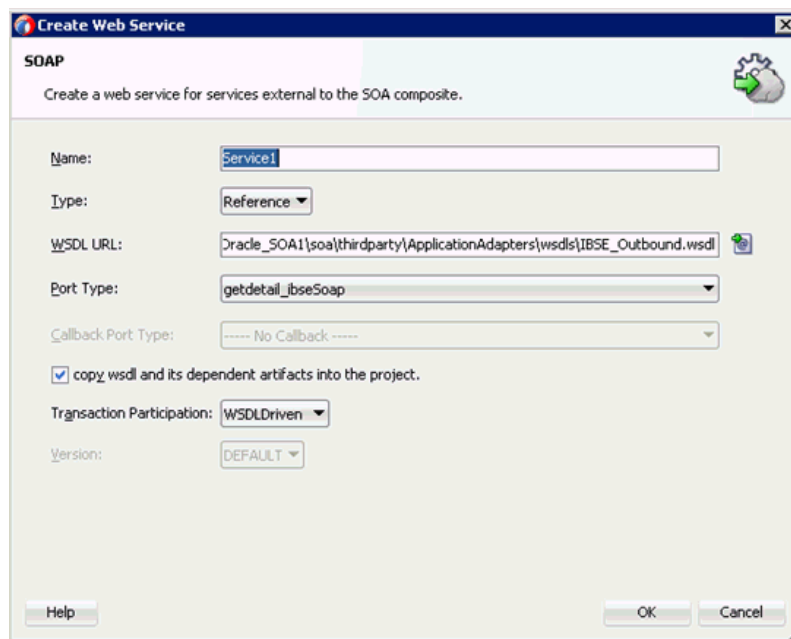 Create Web Service
SOAP
Create a web service for services external to the SOA composite.
Name: Service1
Type: Reference
WSDL URL: Oracle_SOA1\soa\thirdparty\ApplicationAdapters\wsdls\IBSE_Outbound.wsdl
Port Type: getdetail_ibseSoap
Callback Port Type: ----- No Callback -----
copy wsdl and its dependent artifacts into the project.
Transaction Participation: WSDLDriven
Version: DEFAULT
Help OK Cancel